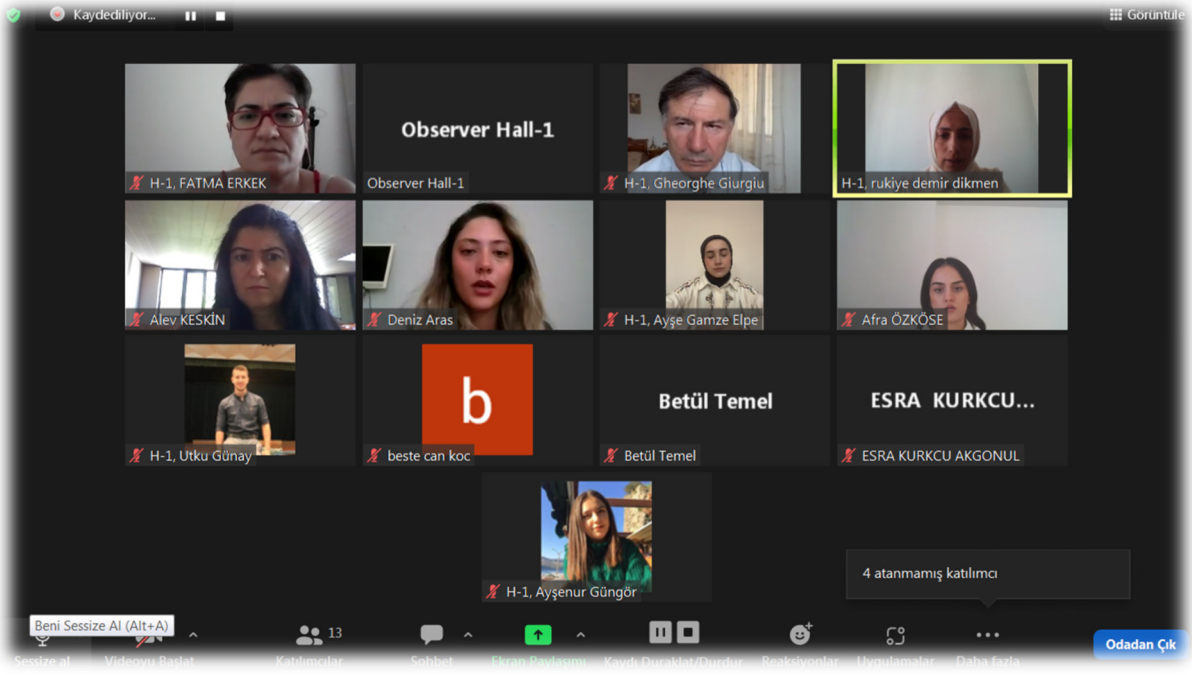 Kaydediliyor...
Görüntüle
Observer Hall-1
H-1, FATMA ERKEK
Observer Hall-1
H-1, Gheorghe Giurgiu
H-1, rukiye demir dikmen
Alev KESKİN
Deniz Aras
H-1, Ayşe Gamze Elpe
Afra ÖZKÖSE
b
Betül Temel
ESRA KURKCU...
H-1, Utku Günay
beste can koc
Betül Temel
ESRA KURKCU AKGONUL
H-1, Ayşenur Güngör
4 atanmamış katılımcı
Beni Sessize Al (Alt+A)
13
Odadan Çık
Sessize al
Videoyu Başlat
Katılımcılar
Sohbet
Ekran Paylaşımı
Kaydı Duraklat/Durdur
Reaksiyonlar
Uygulamalar
Daha fazla